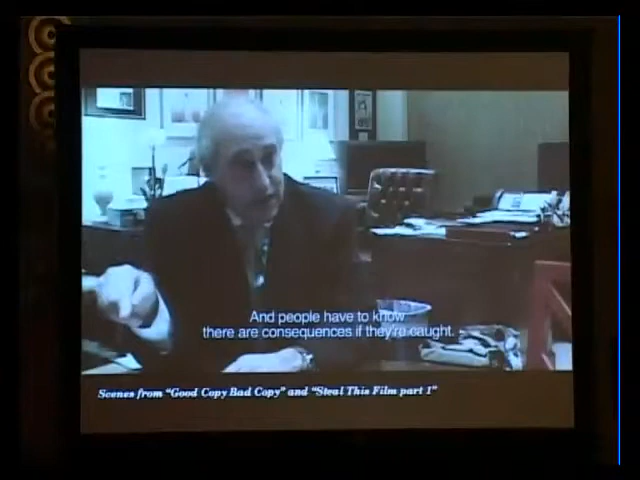 And people have to know
there are consequences if they're caught.
Scenes from "Good Copy Bad Copy" and "Steal This Film part 1"